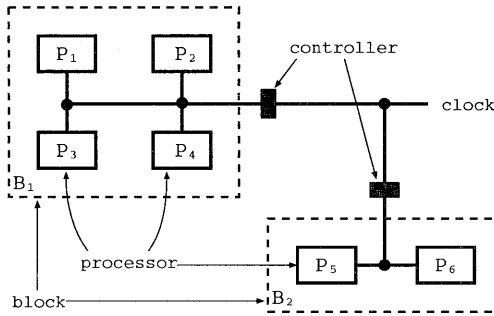 P1 P2
controller
clock
P3 P4
B1
processor
P5 P6
block
B2